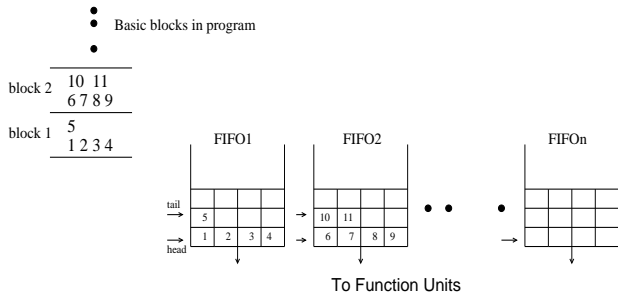 Basic blocks in program
block 2
10 11
6 7 8 9
block 1
5
1 2 3 4
FIFO1
FIFO2
FIFOn
tail
5
10 11
1 2 3 4
6 7 8 9
head
To Function Units